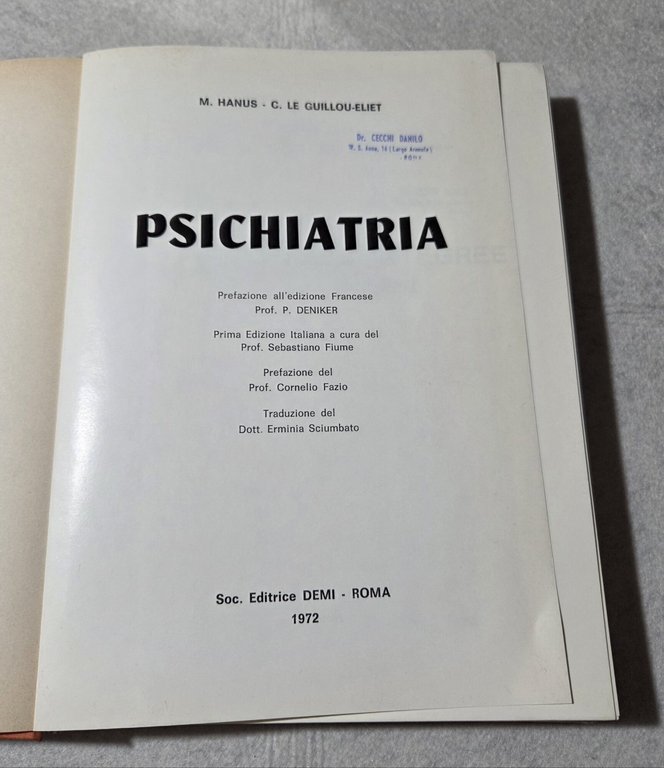 M. HANUS - C. LE GUILLOU-ELIET
Dr. CECCHI DANILO
ROMA
PSICHIATRIA
Prefazione all'edizione Francese
Prof. P. DENIKER
Prima Edizione Italiana a cura del
Prof. Sebastiano Fiume
Prefazione del
Prof. Cornelio Fazio
Traduzione del
Dott. Erminia Sciumbato
Soc. Editrice DEMI - ROMA
1972